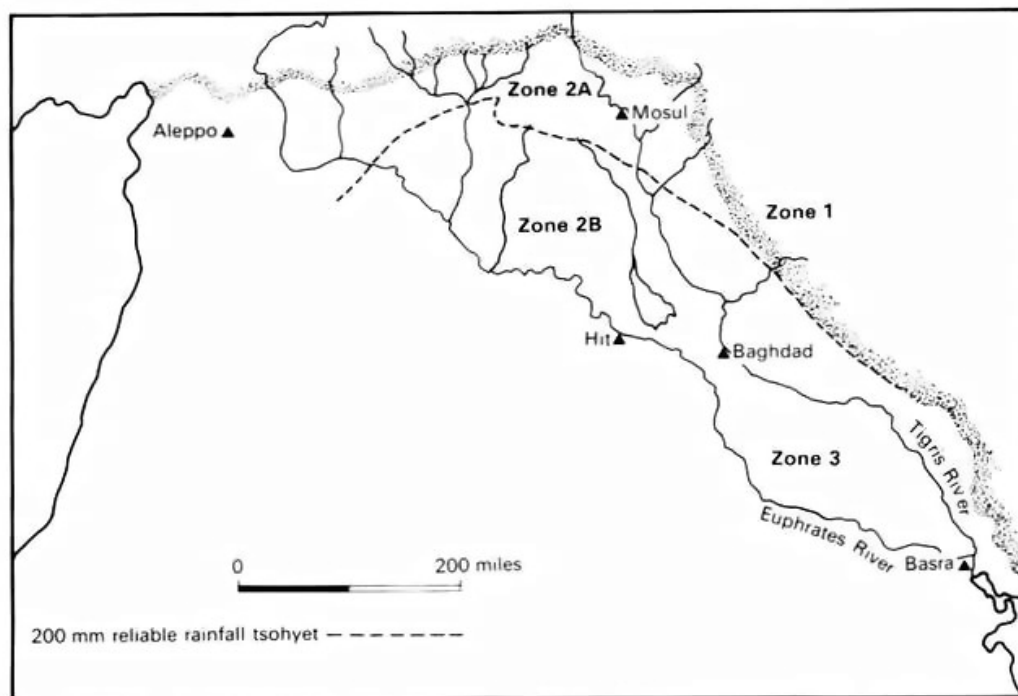 Zone 2A
Mosul
Aleppo
Zone 1
Zone 2B
Hit
Baghdad
Zone 3
Tigris River
Euphrates River
Basra
0 200 miles
200 mm reliable rainfall tsohyet